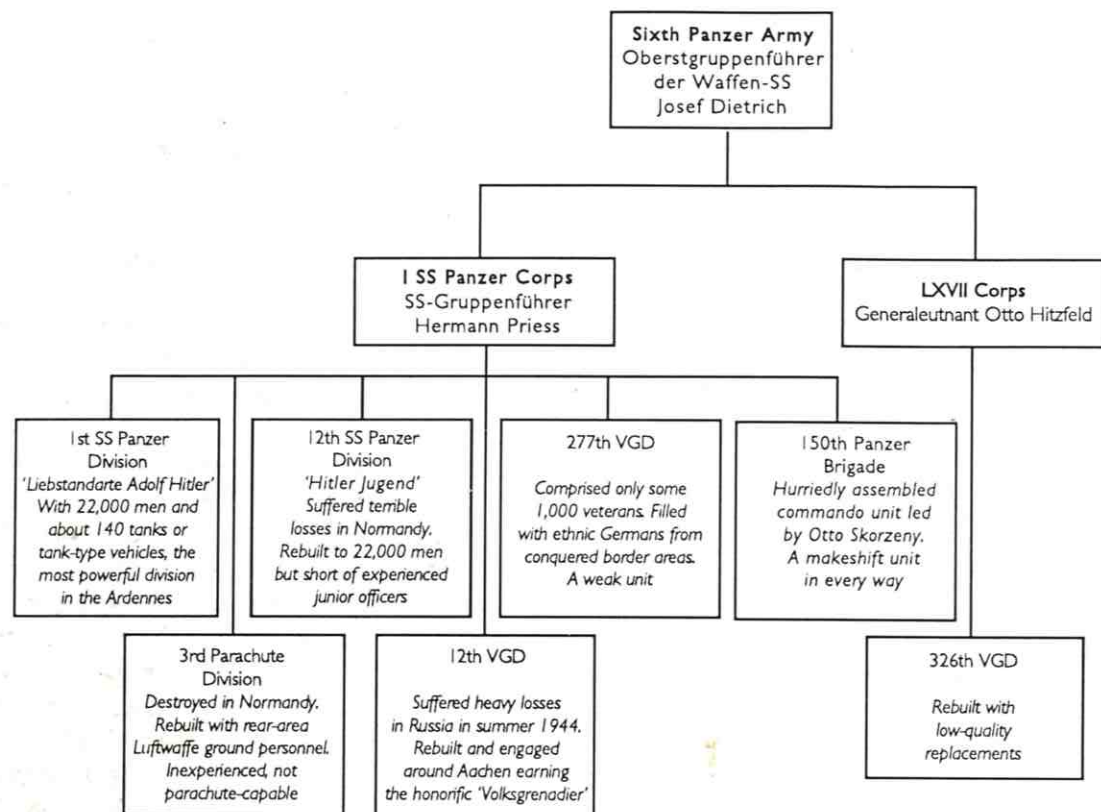 Sixth Panzer Army
Oberstgruppenführer
der Waffen-SS
Josef Dietrich
I SS Panzer Corps
SS-Gruppenführer
Hermann Priess
LXVII Corps
Generaleutnant Otto Hitzfeld
1st SS Panzer
Division
'Liebstandarte Adolf Hitler'
With 22,000 men and
about 140 tanks or
tank-type vehicles, the
most powerful division
in the Ardennes
12th SS Panzer
Division
'Hitler Jugend'
Suffered terrible
losses in Normandy.
Rebuilt to 22,000 men
but short of experienced
junior officers
277th VGD
Comprised only some
1,000 veterans. Filled
with ethnic Germans from
conquered border areas.
A weak unit
150th Panzer
Brigade
Hurriedly assembled
commando unit led
by Otto Skorzeny.
A makeshift unit
in every way
3rd Parachute
Division
Destroyed in Normandy.
Rebuilt with rear-area
Luftwaffe ground personnel.
Inexperienced, not
parachute-capable
12th VGD
Suffered heavy losses
in Russia in summer 1944.
Rebuilt and engaged
around Aachen earning
the honorific 'Volksgrenadier'
326th VGD
Rebuilt with
low-quality
replacements